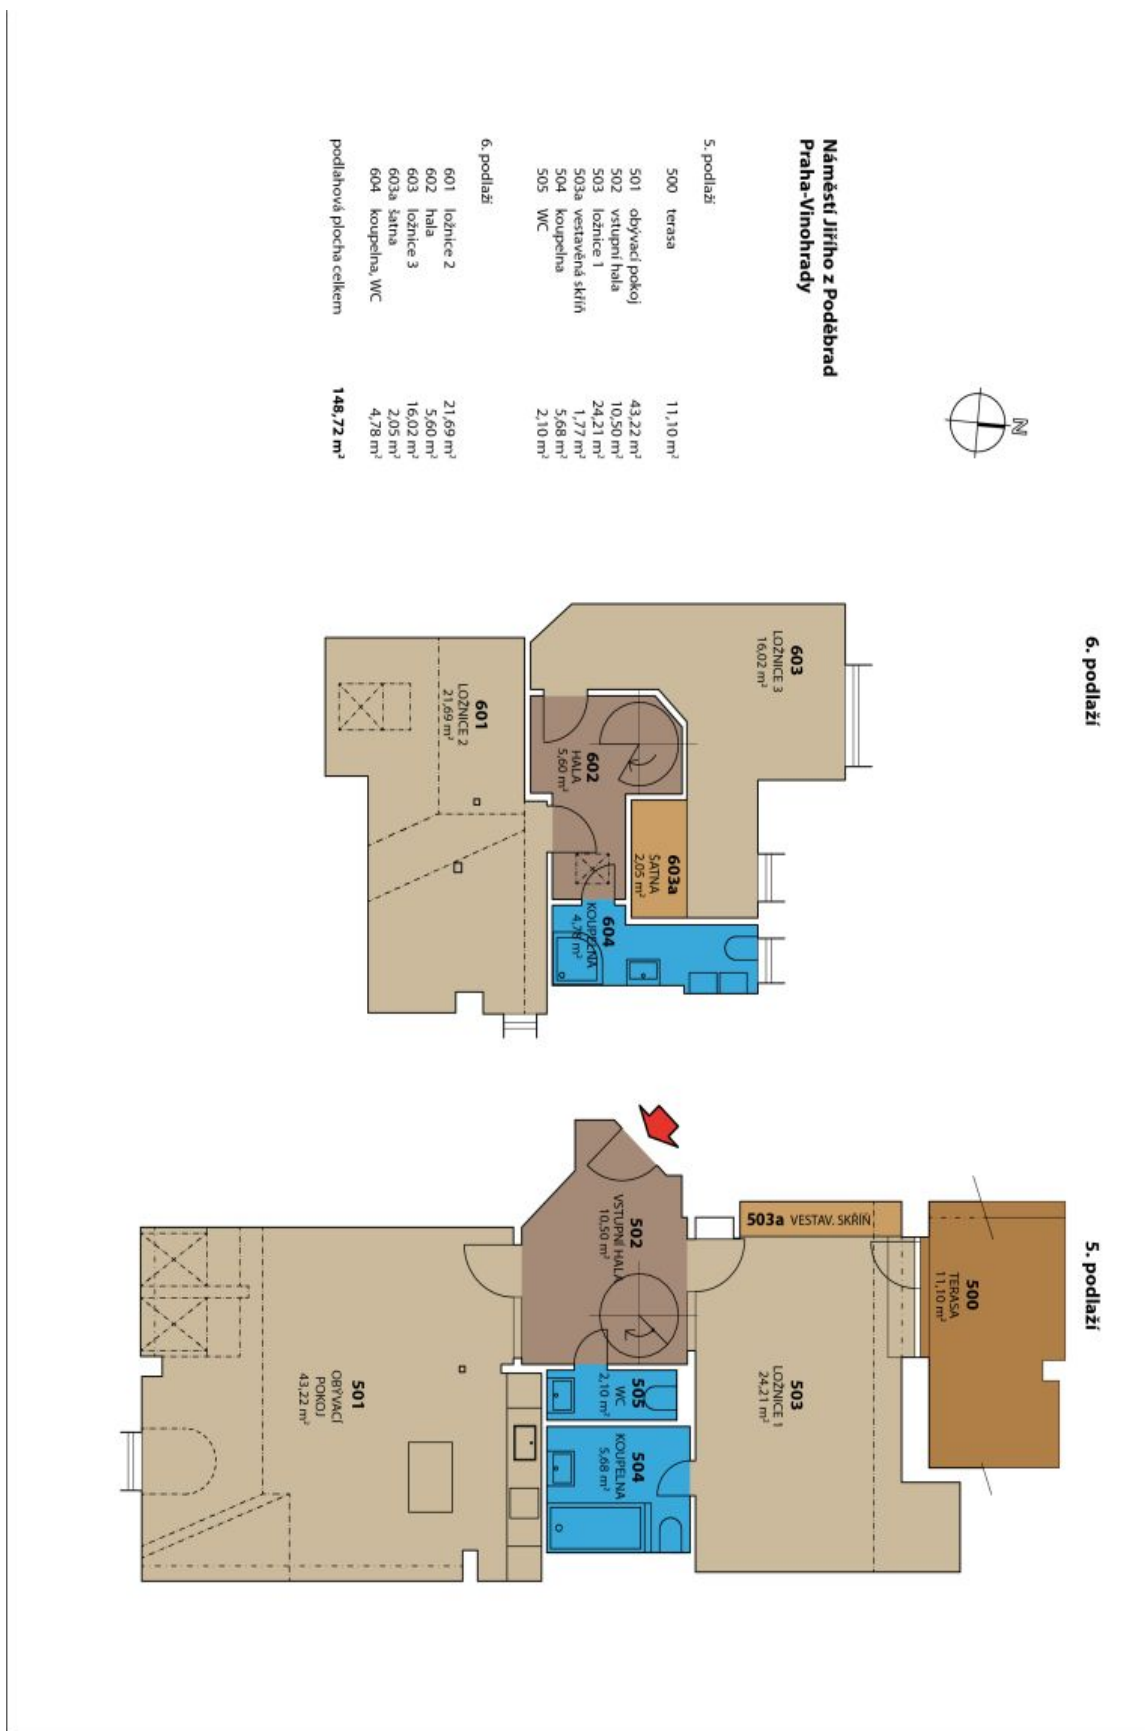 Náměstí Jiřího z Poděbrad
Praha-Vinohrady
N
5. podlaží
500 terasa 11,10 m²
501 obývací pokoj 43,22 m²
502 vstupní hala 10,50 m²
503 ložnice 1 24,21 m²
503a vestavěná skříň 1,77 m²
504 koupelna 5,68 m²
505 WC 2,10 m²
6. podlaží
601 ložnice 2 21,69 m²
602 hala 5,60 m²
603 ložnice 3 16,02 m²
603a šatna 2,05 m²
604 koupelna, WC 4,78 m²
podlahová plocha celkem 148,72 m²
6. podlaží
603
LOŽNICE 3
16,02 m²
601
LOŽNICE 2
21,69 m²
602
HALA
5,60 m²
603a
ŠATNA
2,05 m²
604
KOUPELNA
4,78 m²
5. podlaží
500
TERASA
11,10 m²
503a VESTAV. SKŘÍŇ
502
VSTUPNÍ HALA
10,50 m²
503
LOŽNICE 1
24,21 m²
501
OBÝVACÍ
POKOJ
43,22 m²
505
WC
2,10 m²
504
KOUPELNA
5,68 m²